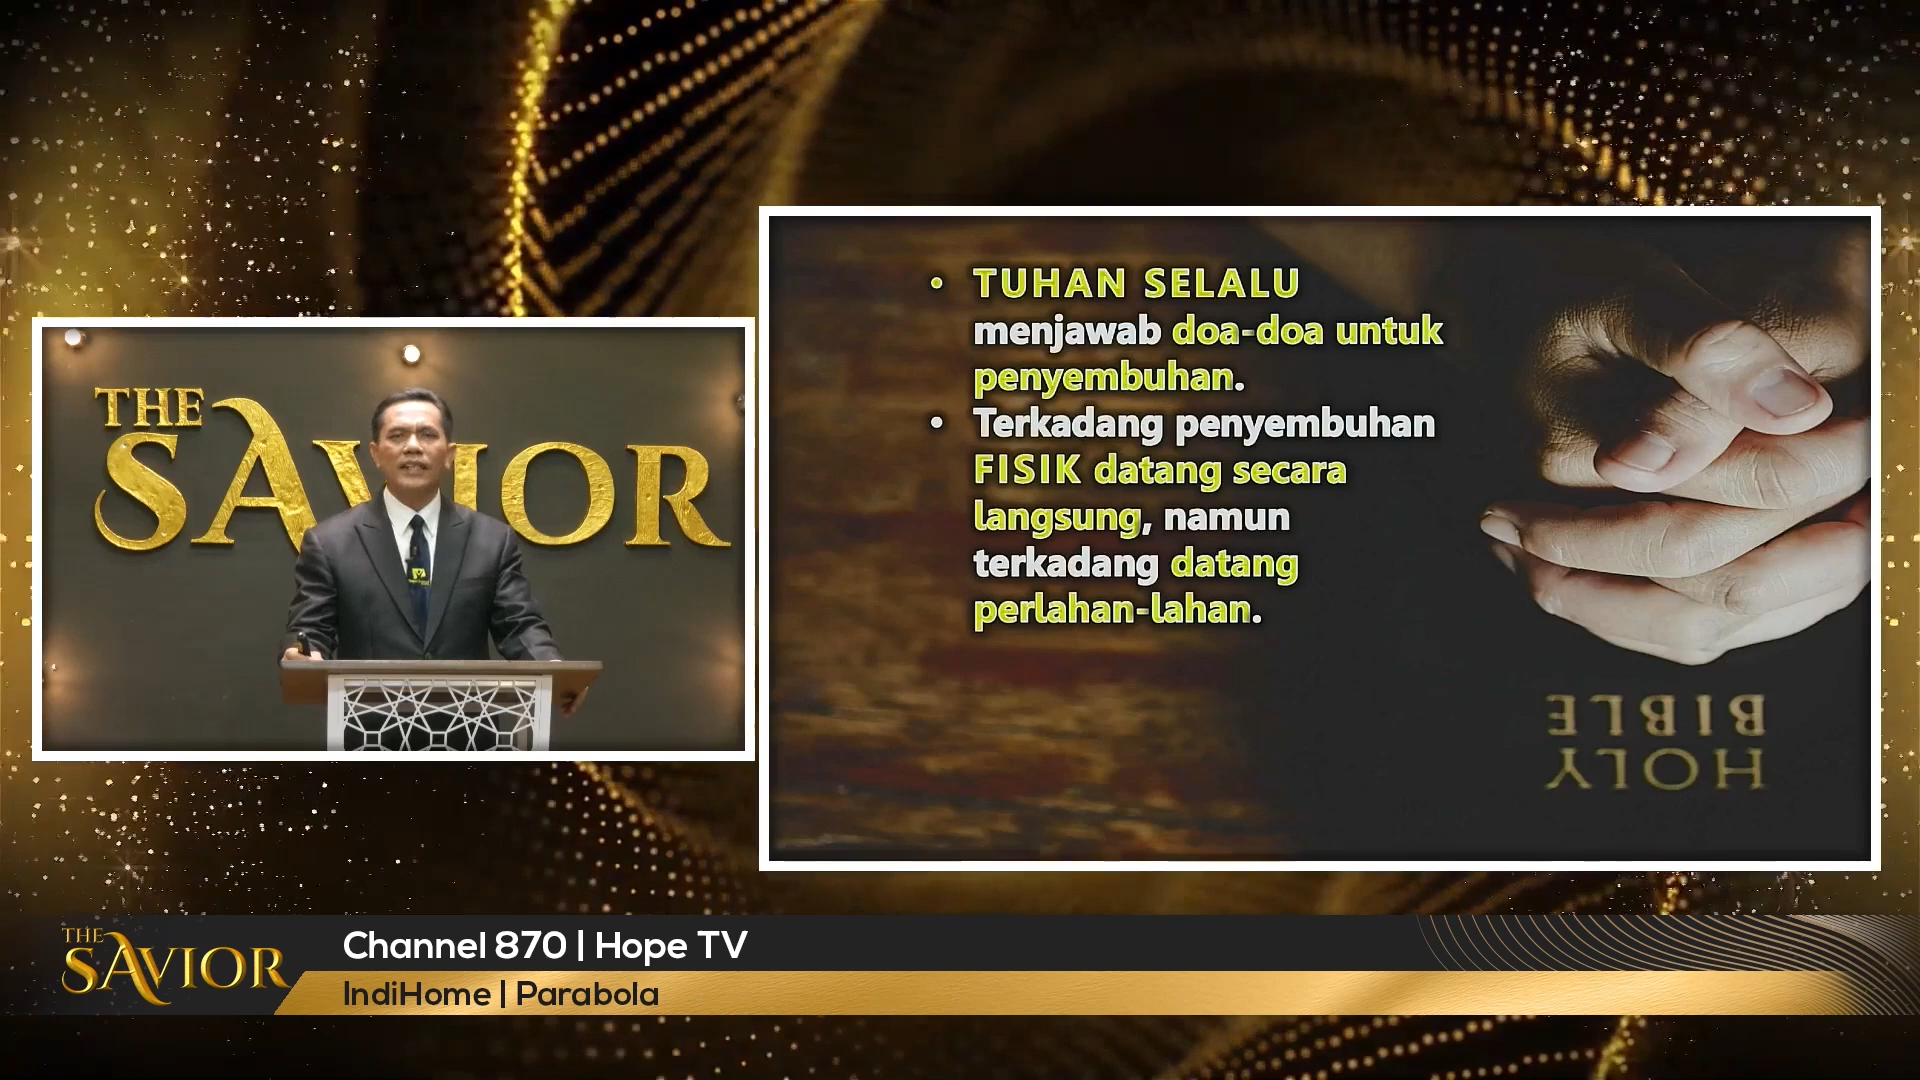 THE
SAVIOR
• TUHAN SELALU
menjawab doa-doa untuk
penyembuhan.
• Terkadang penyembuhan
FISIK datang secara
langsung, namun
terkadang datang
perlahan-lahan.
HOLY
BIBLE
THE
SAVIOR
Channel 870 | Hope TV
IndiHome | Parabola